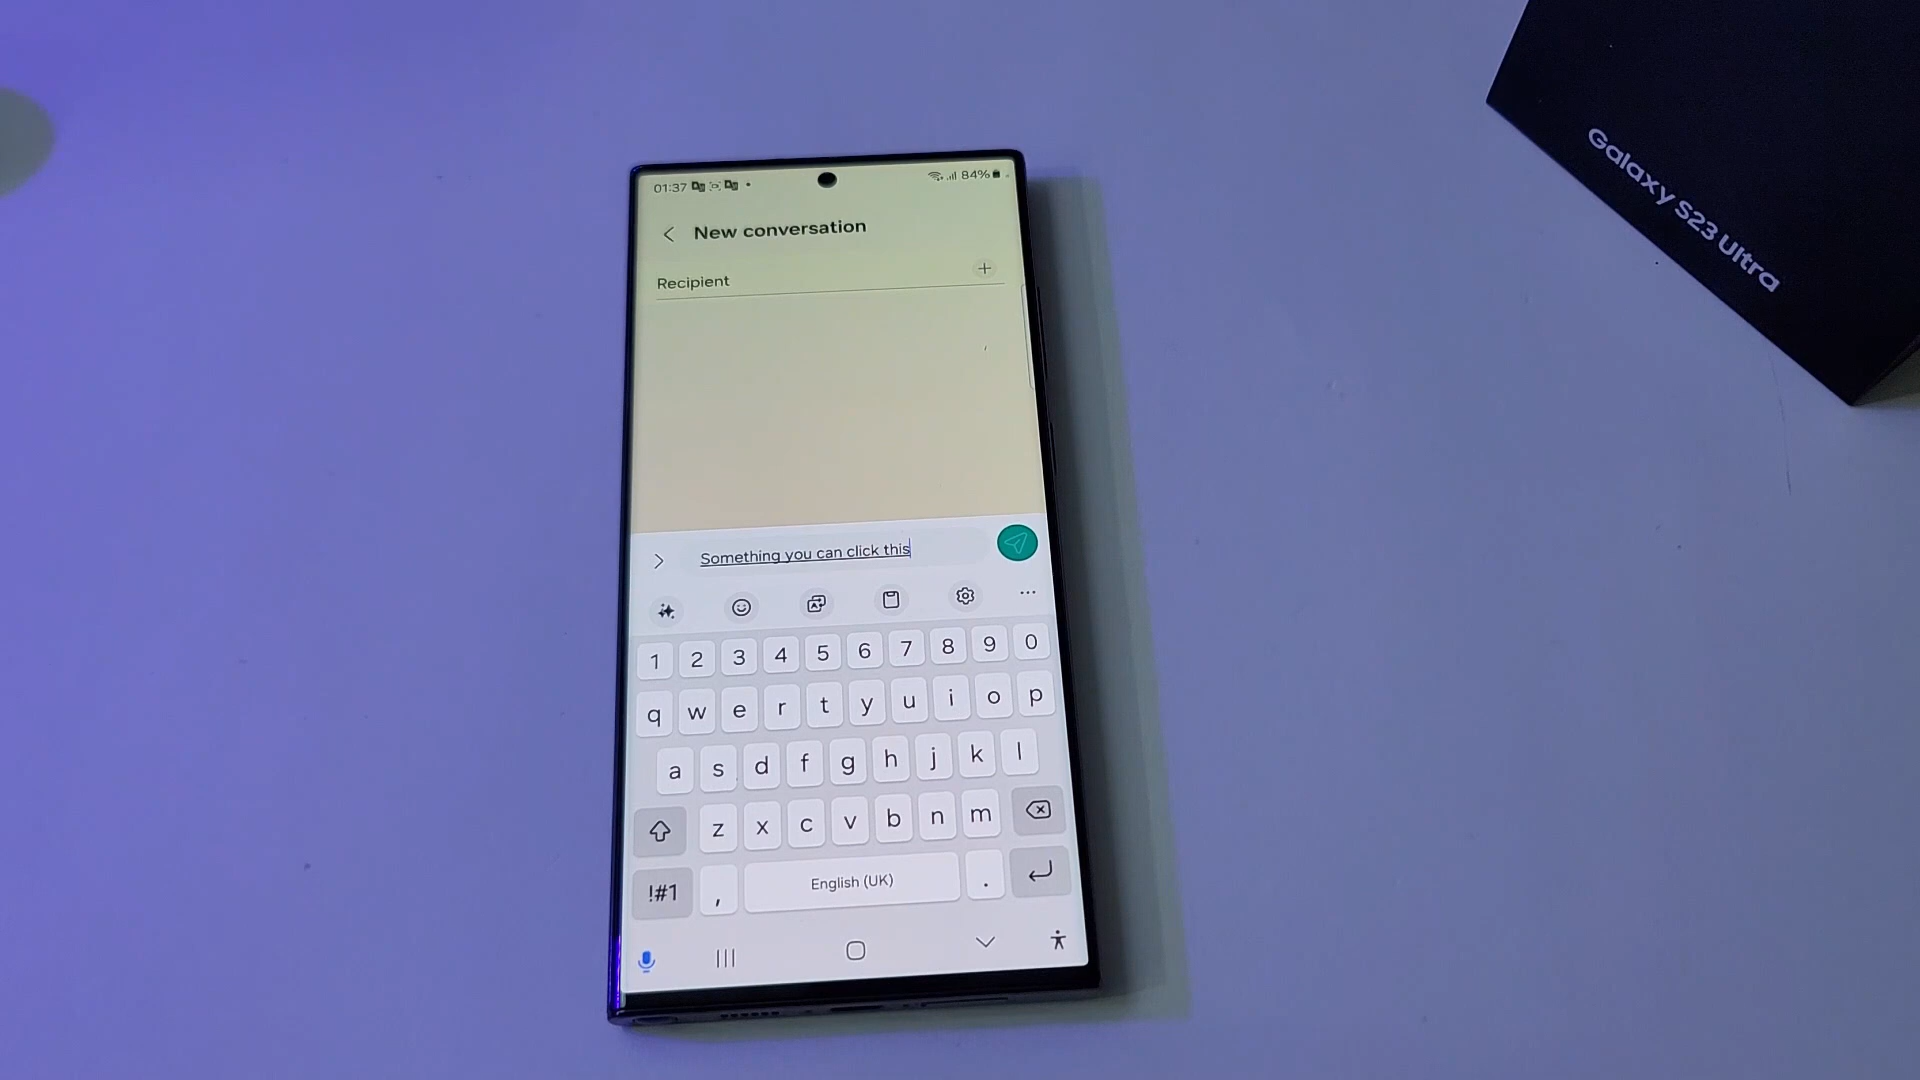 Galaxy S23 Ultra
01:37
84%
New conversation
Recipient
Something you can click this
1 2 3 4 5 6 7 8 9 0
q w e r t y u i o p
a s d f g h j k l
z x c v b n m
!#1 , English (UK) .